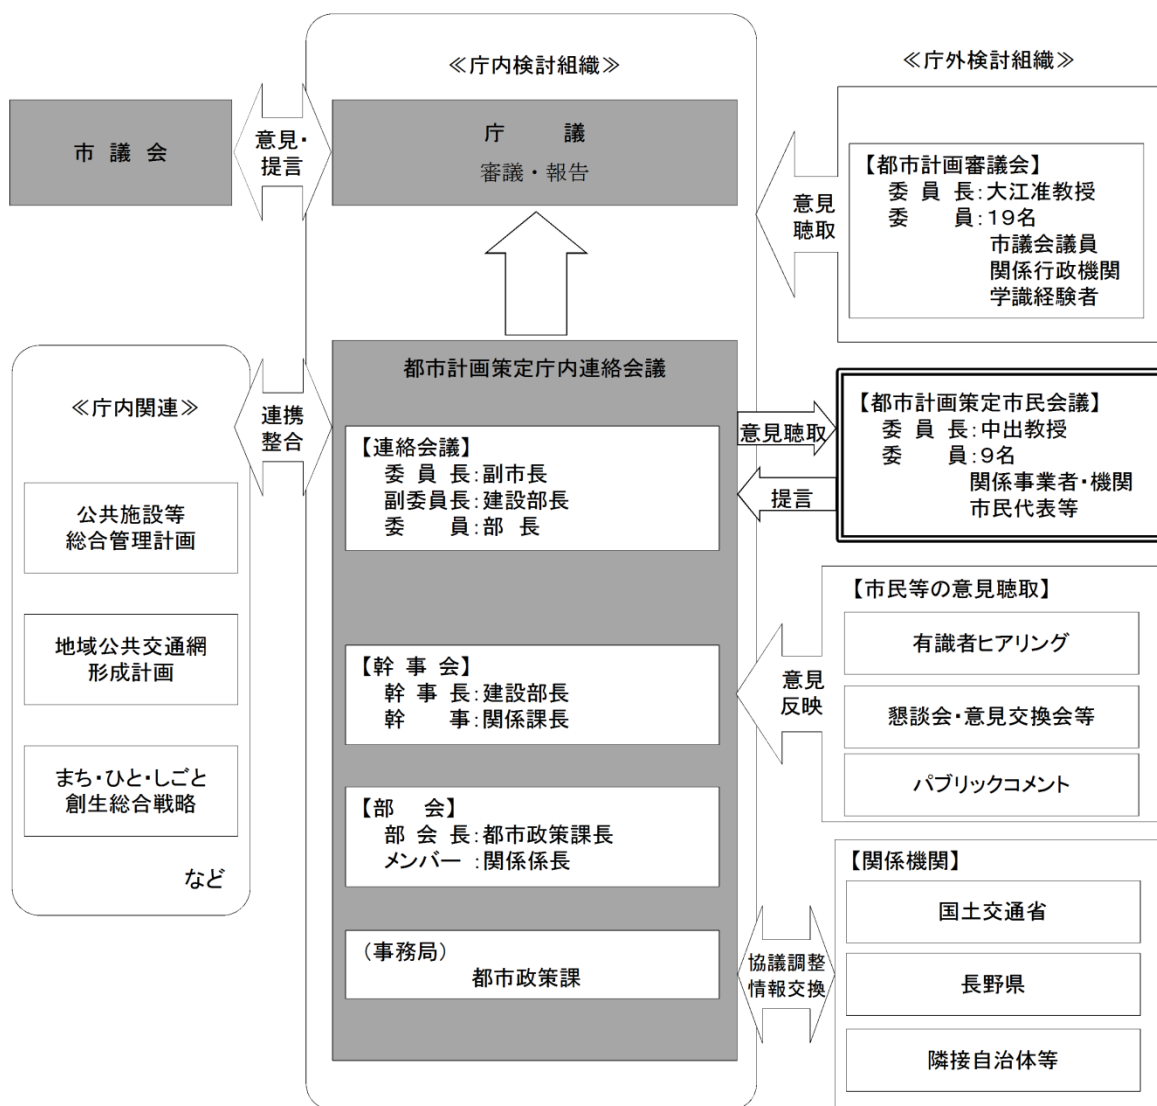 ≪庁内検討組織≫
≪庁外検討組織≫
市 議 会
意見・
提言
庁 議
審議・報告
意見
聴取
【都市計画審議会】
委 員 長:大江准教授
委 員:19名
市議会議員
関係行政機関
学識経験者
≪庁内関連≫
公共施設等
総合管理計画
地域公共交通網
形成計画
まち・ひと・しごと
創生総合戦略
など
連携
整合
都市計画策定庁内連絡会議
【連絡会議】
委 員 長:副市長
副委員長:建設部長
委 員:部 長
【幹 事 会】
幹 事 長:建設部長
幹 事:関係課長
【部 会】
部 会 長:都市政策課長
メンバー :関係係長
(事務局)
都市政策課
意見聴取
提言
【都市計画策定市民会議】
委 員 長:中出教授
委 員:9名
関係事業者・機関
市民代表等
意見
反映
【市民等の意見聴取】
有識者ヒアリング
懇談会・意見交換会等
パブリックコメント
協議調整
情報交換
【関係機関】
国土交通省
長野県
隣接自治体等